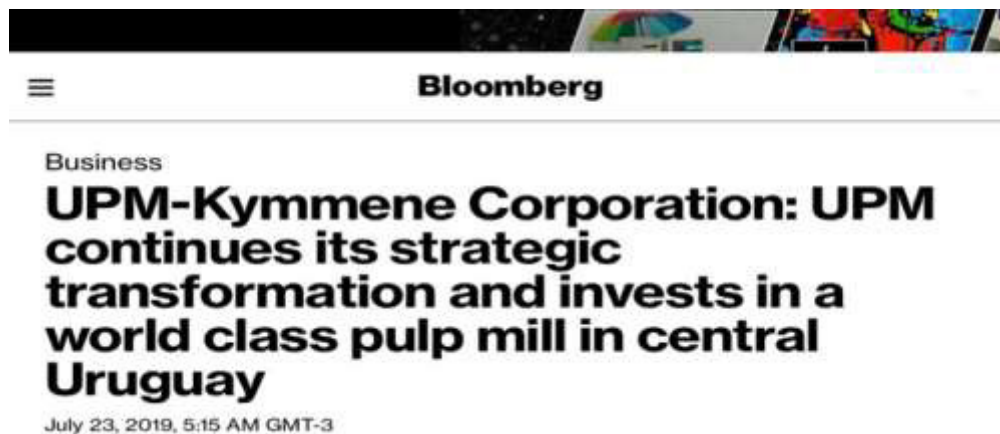 Bloomberg
Business
UPM-Kymmene Corporation: UPM
continues its strategic
transformation and invests in a
world class pulp mill in central
Uruguay
July 23, 2019, 5:15 AM GMT-3